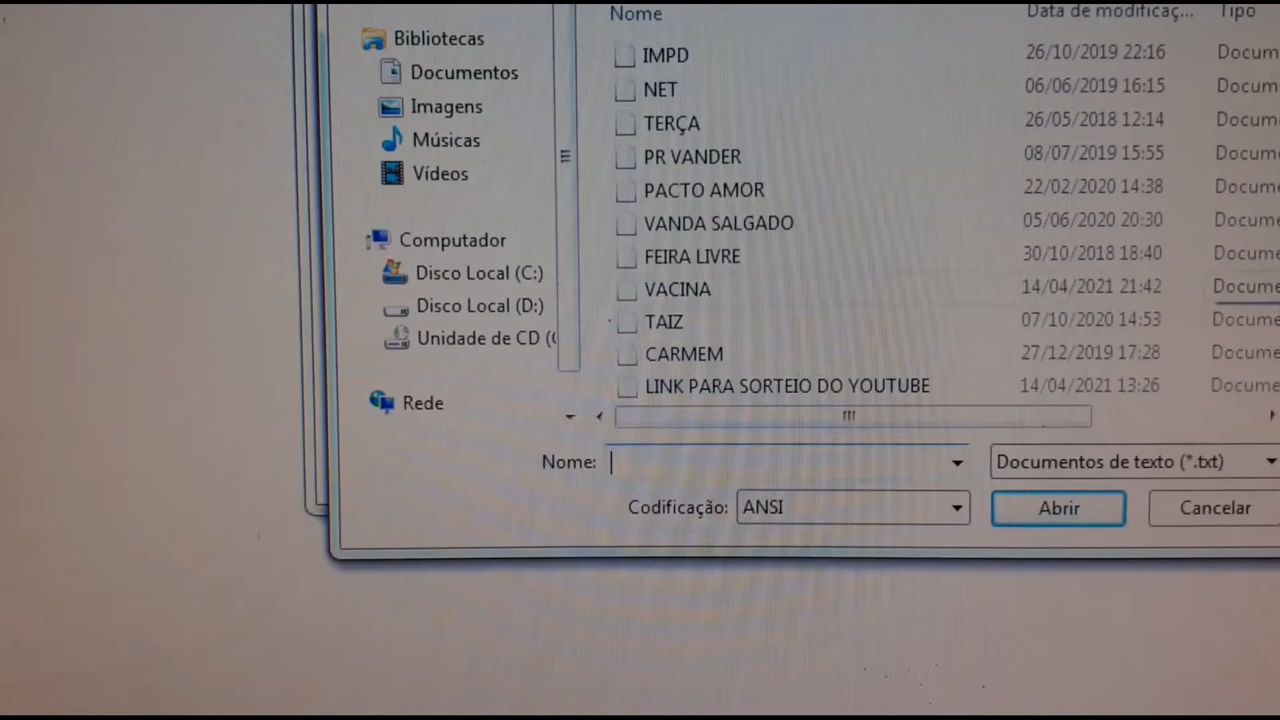 Nome Data de modificaç... Tipo
Bibliotecas
Documentos
Imagens
Músicas
Vídeos
Computador
Disco Local (C:)
Disco Local (D:)
Unidade de CD (
Rede
IMPD 26/10/2019 22:16 Docum
NET 06/06/2019 16:15 Docum
TERÇA 26/05/2018 12:14 Docum
PR VANDER 08/07/2019 15:55 Docum
PACTO AMOR 22/02/2020 14:38 Docume
VANDA SALGADO 05/06/2020 20:30 Docume
FEIRA LIVRE 30/10/2018 18:40 Docume
VACINA 14/04/2021 21:42 Docume
TAIZ 07/10/2020 14:53 Docume
CARMEM 27/12/2019 17:28 Docume
LINK PARA SORTEIO DO YOUTUBE 14/04/2021 13:26 Docume
Nome: Documentos de texto (*.txt)
Codificação: ANSI Abrir Cancelar